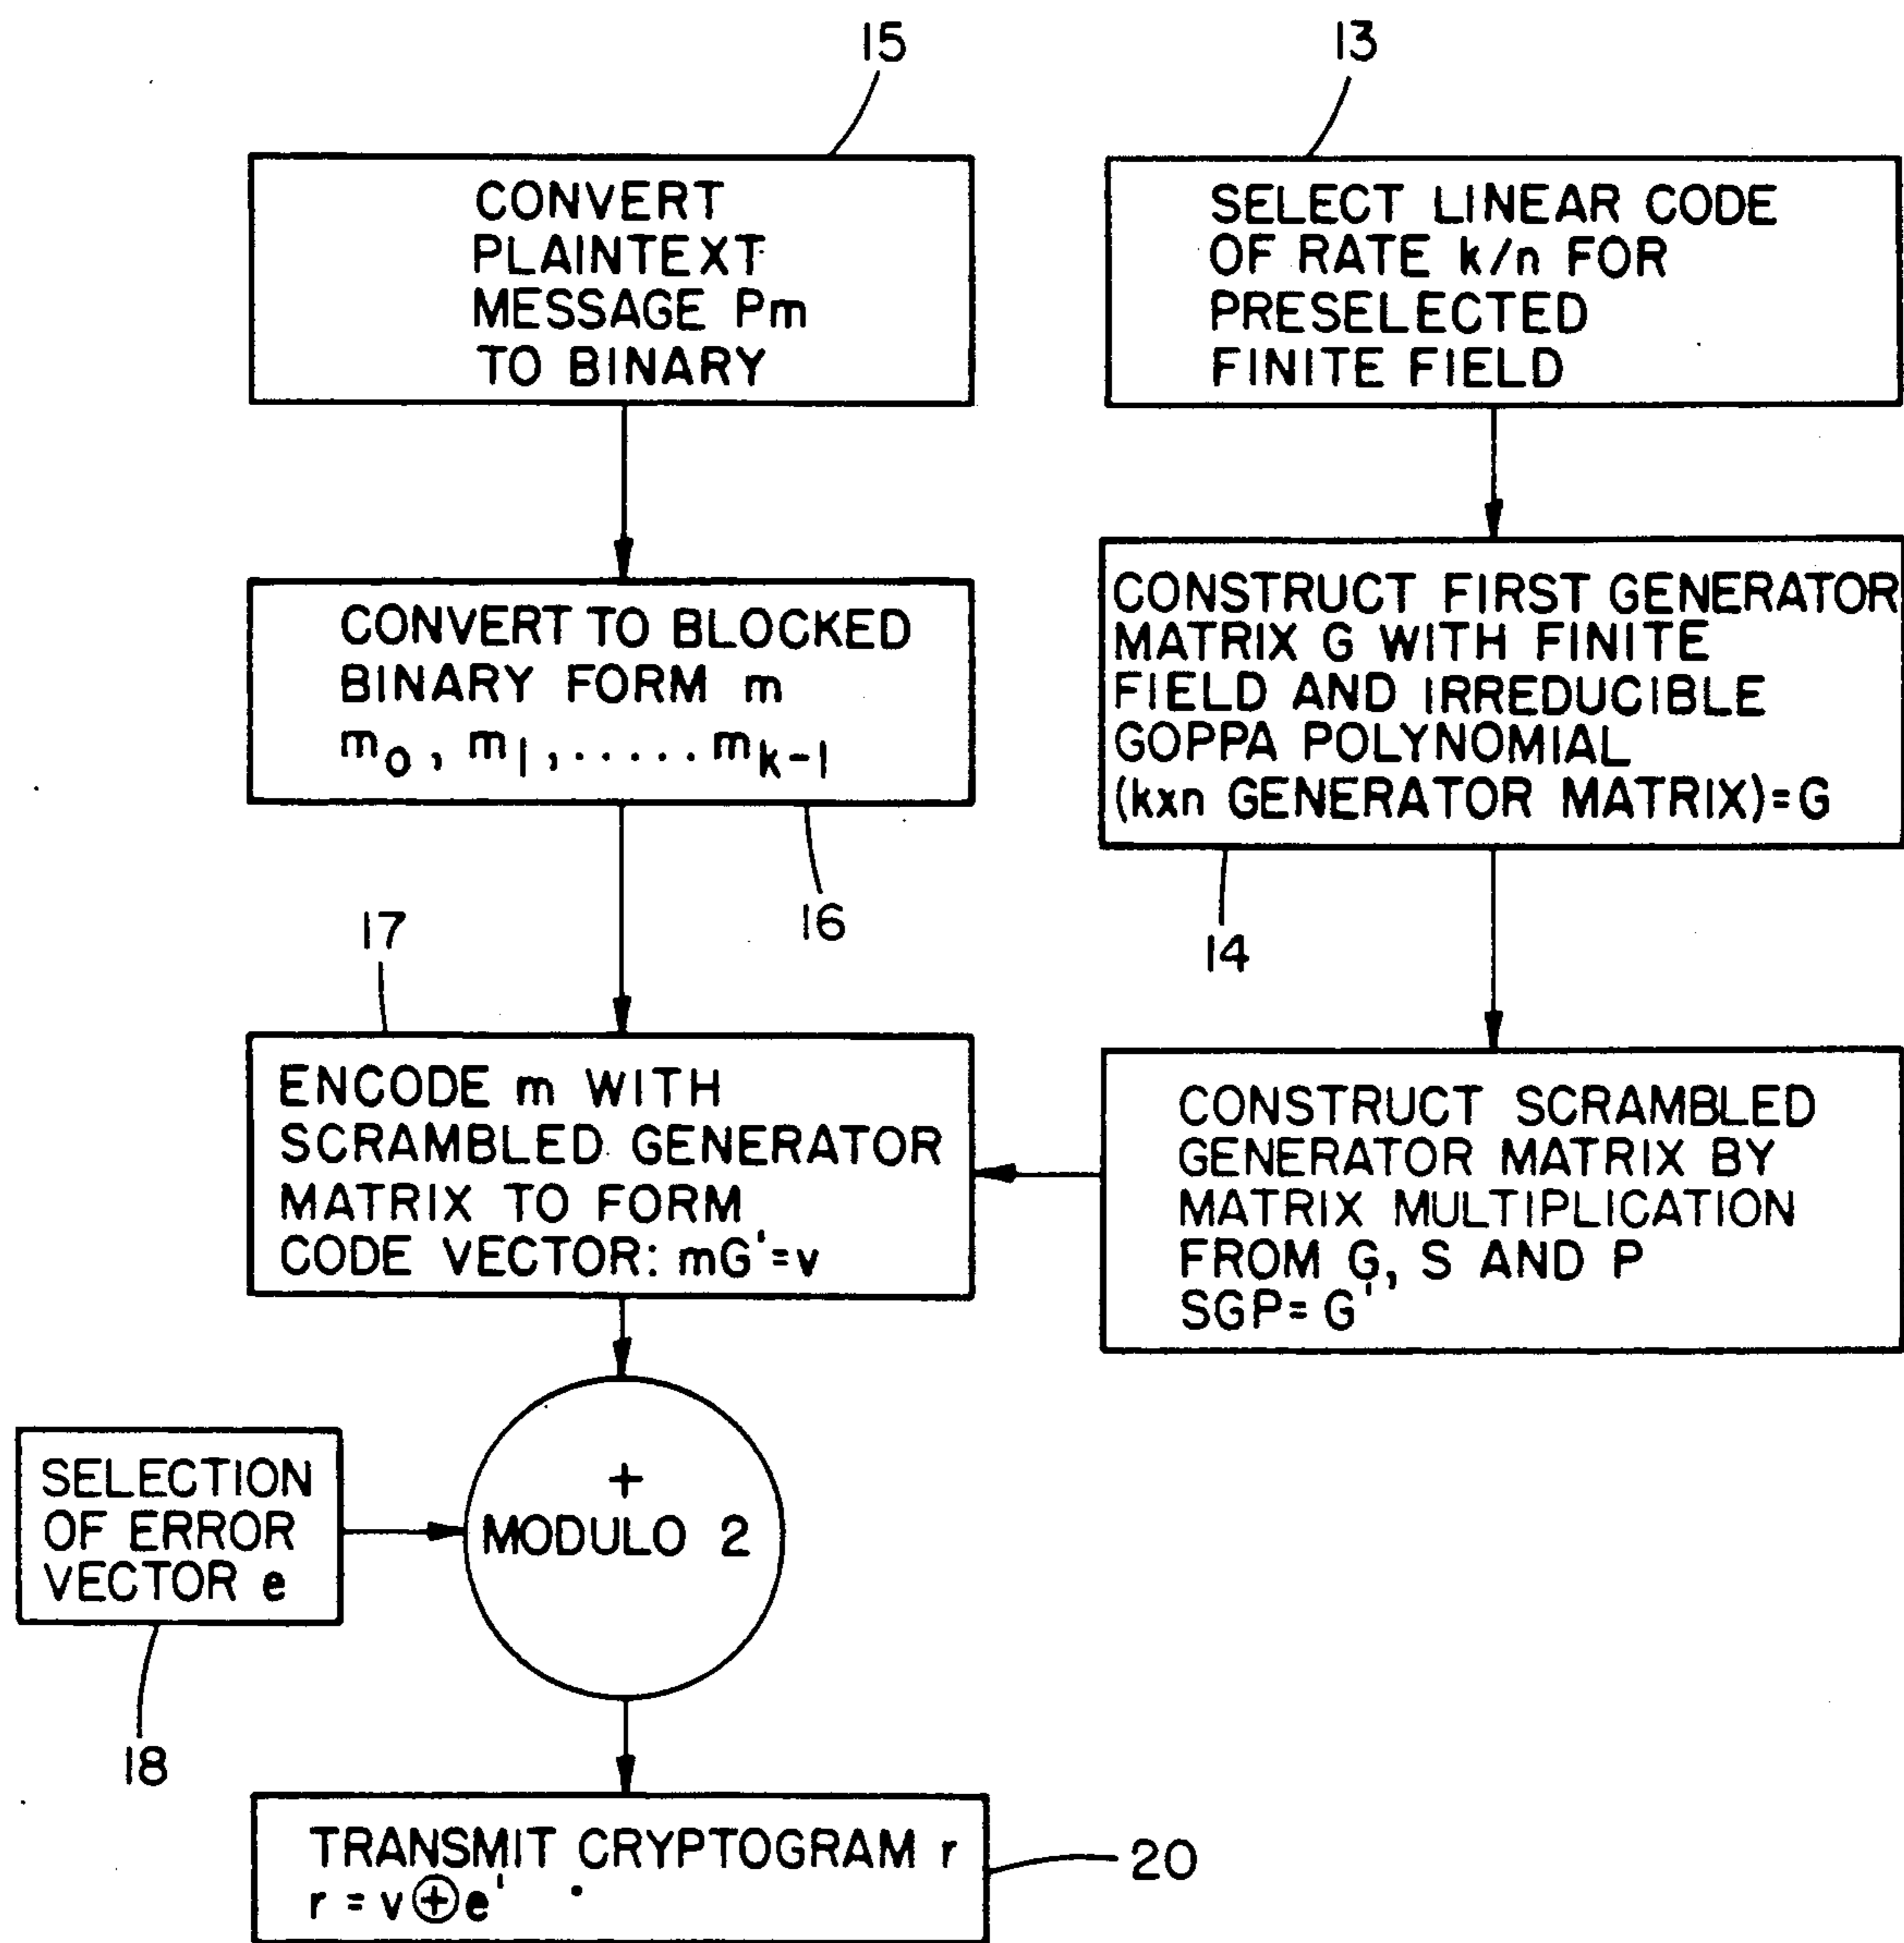 15
13
CONVERT
PLAINTEXT
MESSAGE Pm
TO BINARY
SELECT LINEAR CODE
OF RATE k/n FOR
PRESELECTED
FINITE FIELD
CONVERT TO BLOCKED
BINARY FORM m
m₀, m₁, ..... mₖ₋₁
16
CONSTRUCT FIRST GENERATOR
MATRIX G WITH FINITE
FIELD AND IRREDUCIBLE
GOPPA POLYNOMIAL
(kxn GENERATOR MATRIX)=G
14
17
ENCODE m WITH
SCRAMBLED GENERATOR
MATRIX TO FORM
CODE VECTOR: mG'=v
CONSTRUCT SCRAMBLED
GENERATOR MATRIX BY
MATRIX MULTIPLICATION
FROM G, S AND P
SGP=G'
SELECTION
OF ERROR
VECTOR e
18
+
MODULO 2
TRANSMIT CRYPTOGRAM r
r=v⊕e'
20